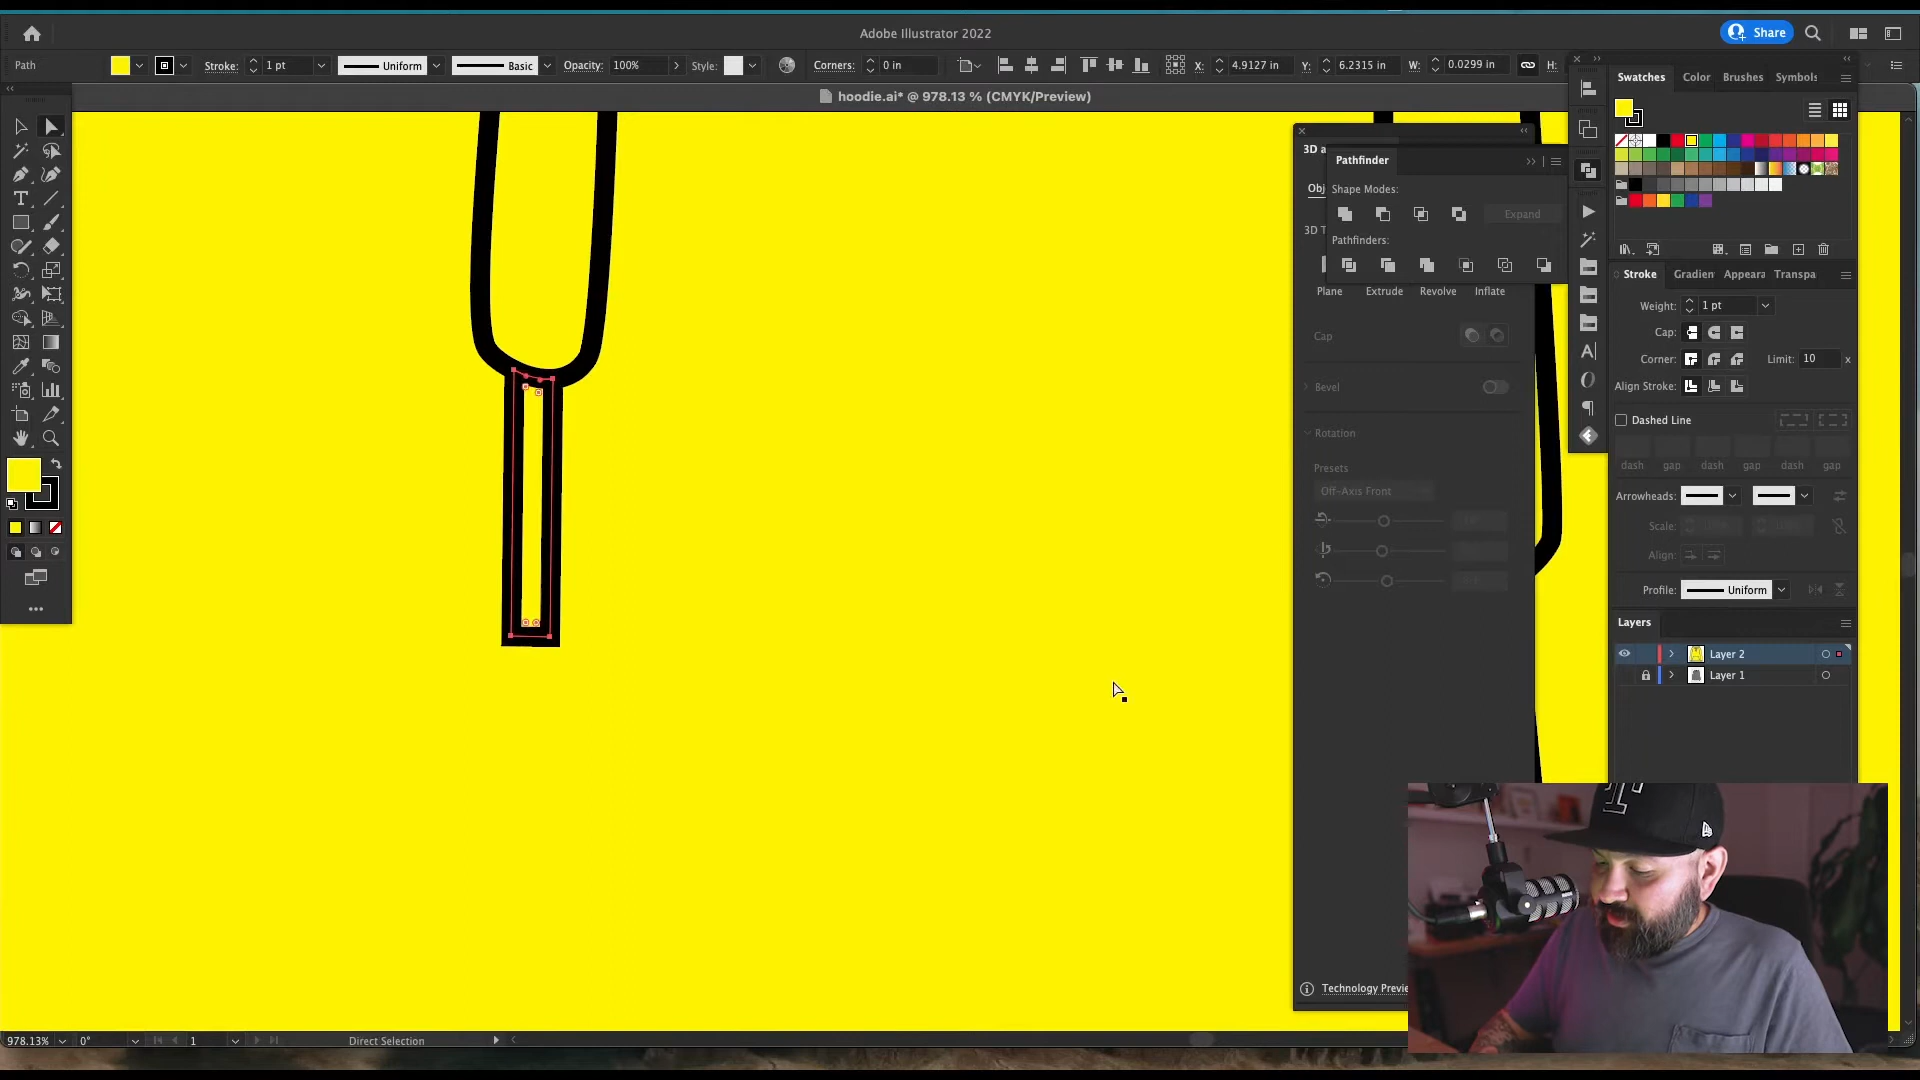 Adobe Illustrator 2022
Share
Path
Stroke:
1 pt
Uniform
Basic
Opacity:
100%
Style:
Corners:
0 in
X:
4.9127 in
Y:
6.2315 in
W:
0.0299 in
H:
hoodie.ai* @ 978.13 % (CMYK/Preview)
Swatches
Color
Brushes
Symbols
3D a
Pathfinder
Obj
Shape Modes:
Expand
3D T
Pathfinders:
Plane
Extrude
Revolve
Inflate
Cap
Bevel
Rotation
Presets
Off-Axis Front
Technology Previe
Stroke
Gradien
Appeara
Transpa
Weight:
1 pt
Cap:
Corner:
Limit:
10
x
Align Stroke:
Dashed Line
dash
gap
dash
gap
dash
gap
Arrowheads:
Scale:
Align:
Profile:
Uniform
Layers
Layer 2
Layer 1
978.13%
0°
1
Direct Selection